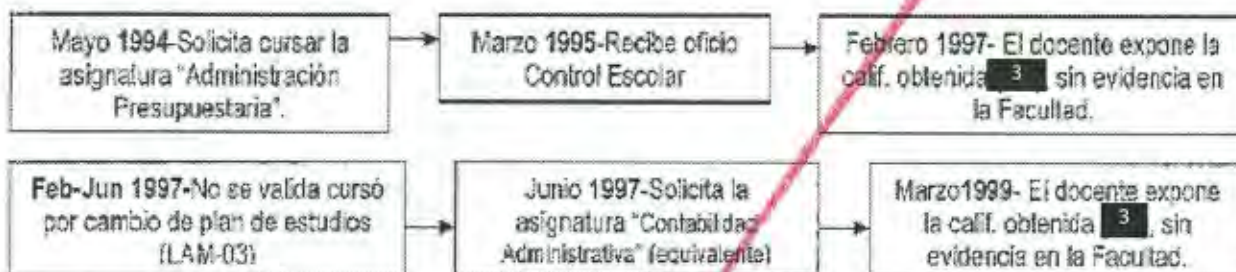 Mayo 1994-Solicita cursar la
asignatura "Administración
Presupuestaria".
Marzo 1995-Recibe oficio
Control Escolar
Febrero 1997- El docente expone la
calif. obtenida 3 sin evidencia en
la Facultad.
Feb-Jun 1997-No se valida cursó
por cambio de plan de estudios
(LAM-03)
Junio 1997-Solicita la
asignatura "Contabilidad
Administrativa" (equivalente)
Marzo1999- El docente expone
la calif. obtenida 3, sin
evidencia en la Facultad.